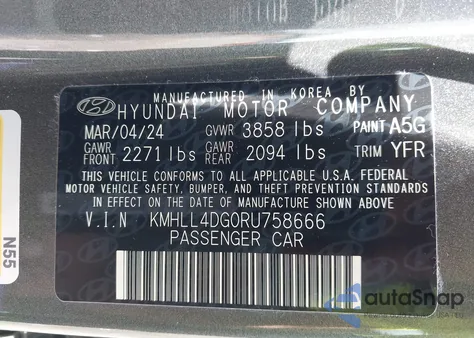 MANUFACTURED IN KOREA BY
HYUNDAI MOTOR COMPANY
MAR/04/24 GVWR 3858 lbs PAINT A5G
GAWR FRONT 2271 lbs GAWR REAR 2094 lbs TRIM YFR
THIS VEHICLE CONFORMS TO ALL APPLICABLE U.S.A. FEDERAL
MOTOR VEHICLE SAFETY, BUMPER, AND THEFT PREVENTION STANDARDS
IN EFFECT ON THE DATE OF MANUFACTURE SHOWN ABOVE.
V.I.N KMHLL4DG0RU758666
PASSENGER CAR
N55
autoSnap